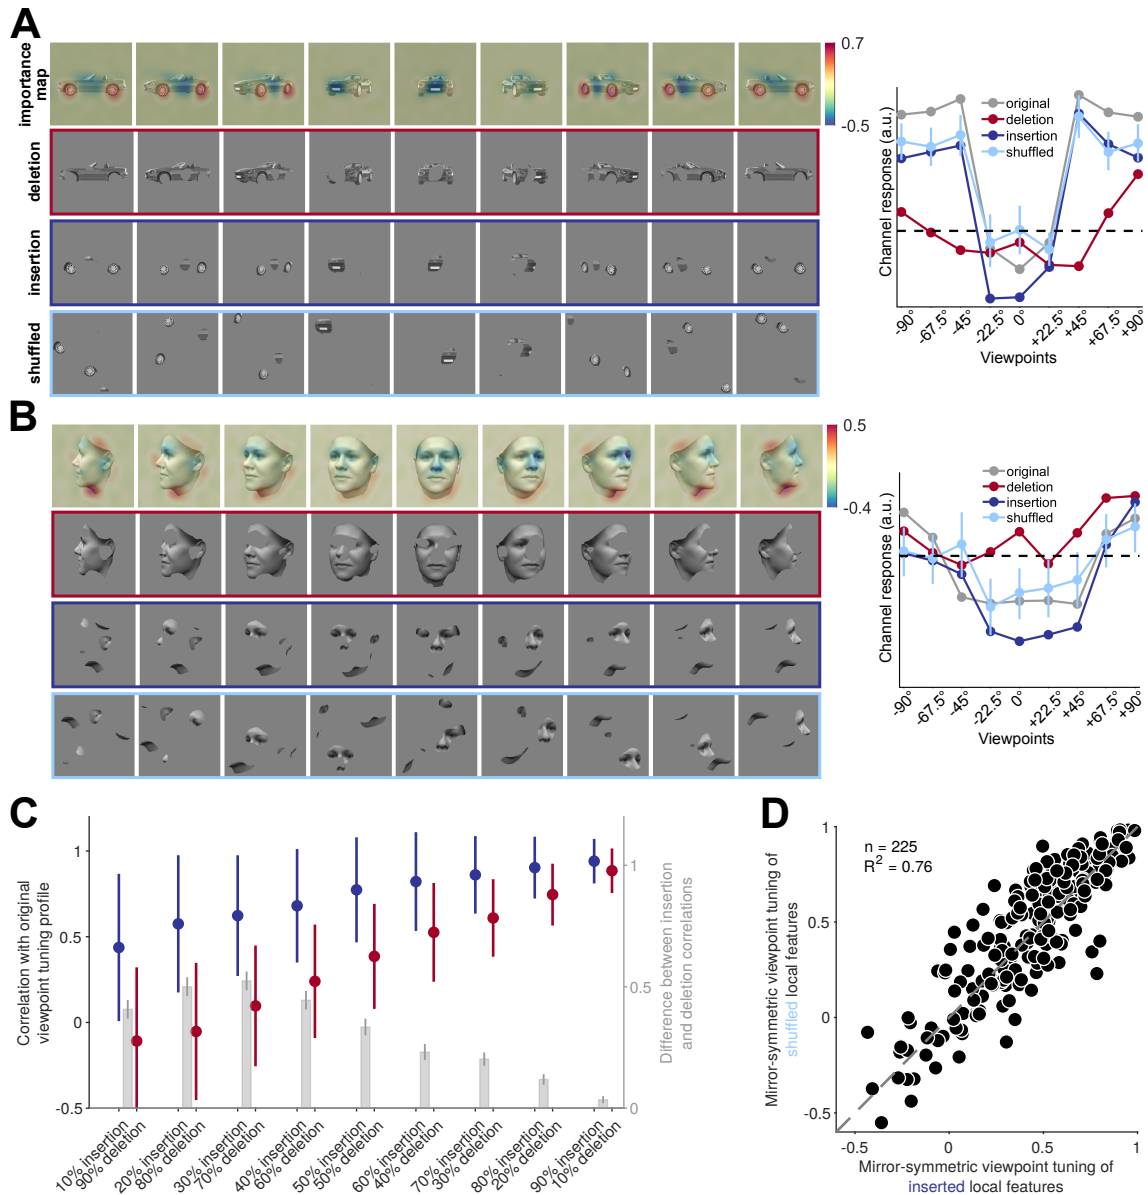 A
importance
map
0.7
-0.5
deletion
insertion
shuffled
Channel response (a.u.)
original
deletion
insertion
shuffled
-90°
-67.5°
-45°
-22.5°
0°
+22.5°
+45°
+67.5°
+90°
Viewpoints
B
0.5
-0.4
Channel response (a.u.)
original
deletion
insertion
shuffled
-90°
-67.5°
-45°
-22.5°
0°
+22.5°
+45°
+67.5°
+90°
Viewpoints
C
Correlation with original
viewpoint tuning profile
1
0.5
0
-0.5
1
0.5
0
Difference between insertion
and deletion correlations
10% insertion
90% deletion
20% insertion
80% deletion
30% insertion
70% deletion
40% insertion
60% deletion
50% insertion
50% deletion
60% insertion
40% deletion
70% insertion
30% deletion
80% insertion
20% deletion
90% insertion
10% deletion
D
Mirror-symmetric viewpoint tuning of
shuffled local features
1
0.5
0
-0.5
n = 225
R² = 0.76
-0.5
0
0.5
1
Mirror-symmetric viewpoint tuning of
inserted local features